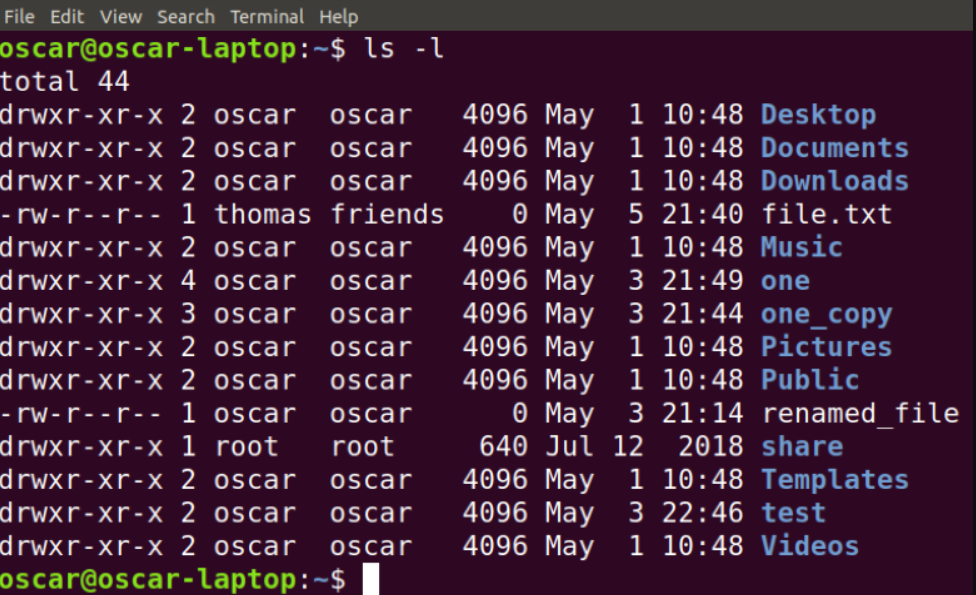 File Edit View Search Terminal Help
oscar@oscar-laptop:~$ ls -l
total 44
drwxr-xr-x 2 oscar  oscar   4096 May  1 10:48 Desktop
drwxr-xr-x 2 oscar  oscar   4096 May  1 10:48 Documents
drwxr-xr-x 2 oscar  oscar   4096 May  1 10:48 Downloads
-rw-r--r-- 1 thomas friends    0 May  5 21:40 file.txt
drwxr-xr-x 2 oscar  oscar   4096 May  1 10:48 Music
drwxr-xr-x 4 oscar  oscar   4096 May  3 21:49 one
drwxr-xr-x 3 oscar  oscar   4096 May  3 21:44 one_copy
drwxr-xr-x 2 oscar  oscar   4096 May  1 10:48 Pictures
drwxr-xr-x 2 oscar  oscar   4096 May  1 10:48 Public
-rw-r--r-- 1 oscar  oscar      0 May  3 21:14 renamed_file
drwxr-xr-x 1 root   root     640 Jul 12  2018 share
drwxr-xr-x 2 oscar  oscar   4096 May  1 10:48 Templates
drwxr-xr-x 2 oscar  oscar   4096 May  3 22:46 test
drwxr-xr-x 2 oscar  oscar   4096 May  1 10:48 Videos
oscar@oscar-laptop:~$